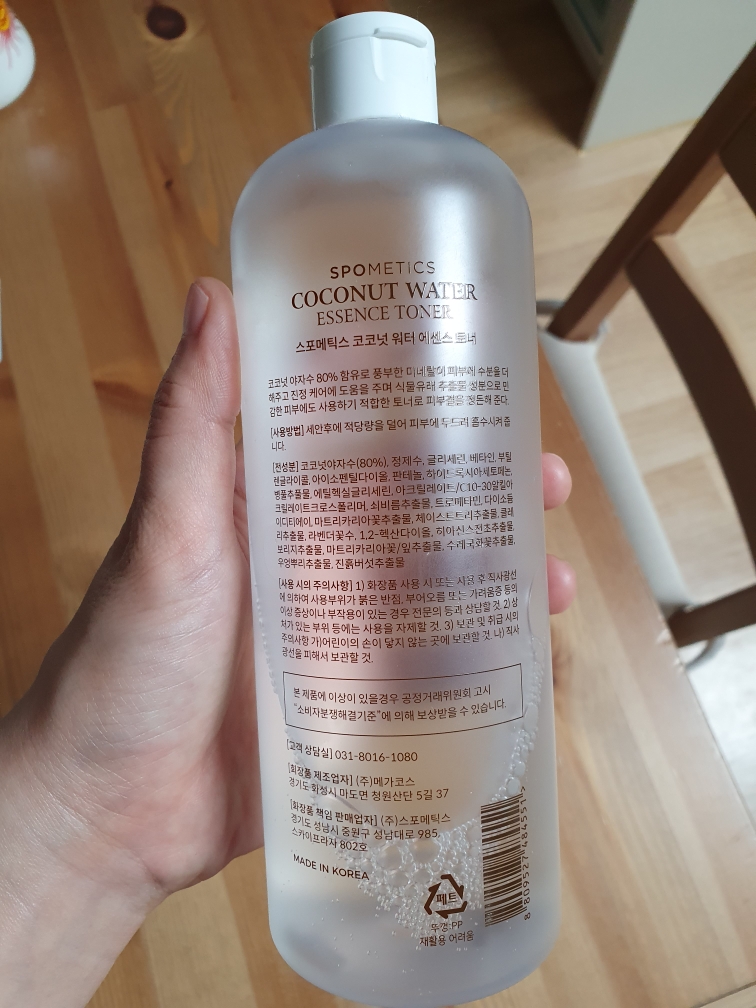 SPOMETICS
COCONUT WATER
ESSENCE TONER
스포메틱스 코코넛 워터 에센스 토너
코코넛 야자수 80% 함유로 풍부한 미네랄이 피부에 수분을 더
해주고 진정 케어에 도움을 주며 식물유래 추출물 성분으로 민
감한 피부에도 사용하기 적합한 토너로 피부결을 정돈해 준다.
[사용방법] 세안후에 적당량을 덜어 피부에 두드려 흡수시켜 줍
니다.
[전성분] 코코넛야자수(80%), 정제수, 글리세린, 베타인, 부틸
렌글라이콜, 아이소펜틸다이올, 판테놀, 하이드록시아세토페논,
병풀추출물, 에틸헥실글리세린, 아크릴레이트/C10-30알킬아
크릴레이트크로스폴리머, 쇠비름추출물, 트로메타민, 다이소듐
이디티에이, 마트리카리아꽃추출물, 체이스트트리추출물, 클레
리추출물, 라벤더꽃수, 1,2-헥산다이올, 히아신스전초추출물,
보리지추출물, 마트리카리아꽃/잎추출물, 수레국화꽃추출물,
우엉뿌리추출물, 진흙버섯추출물
[사용 시의 주의사항] 1) 화장품 사용 시 또는 사용 후 직사광선
에 의하여 사용부위가 붉은 반점, 부어오름 또는 가려움증 등의
이상 증상이나 부작용이 있는 경우 전문의 등과 상담할 것. 2) 상
처가 있는 부위 등에는 사용을 자제할 것. 3) 보관 및 취급 시의
주의사항 가)어린이의 손이 닿지 않는 곳에 보관할 것. 나) 직사
광선을 피해서 보관할 것.
본 제품에 이상이 있을경우 공정거래위원회 고시
"소비자분쟁해결기준"에 의해 보상받을 수 있습니다.
[고객 상담실] 031-8016-1080
[화장품 제조업자] (주)메가코스
경기도 화성시 마도면 청원산단 5길 37
[화장품 책임 판매업자] (주)스포메틱스
경기도 성남시 중원구 성남대로 985,
스카이프라자 802호
MADE IN KOREA
페트
뚜껑:PP
재활용 어려움
8 809527 484551>